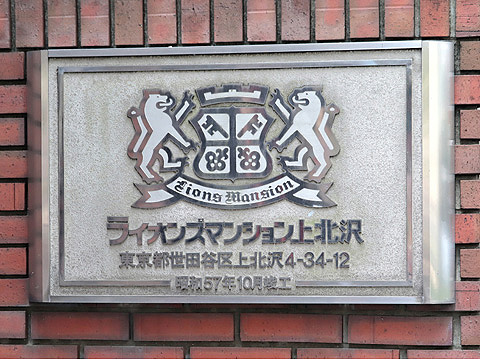 Lions Mansion
ライオンズマンション上北沢
東京都世田谷区上北沢4-34-12
昭和57年10月竣工